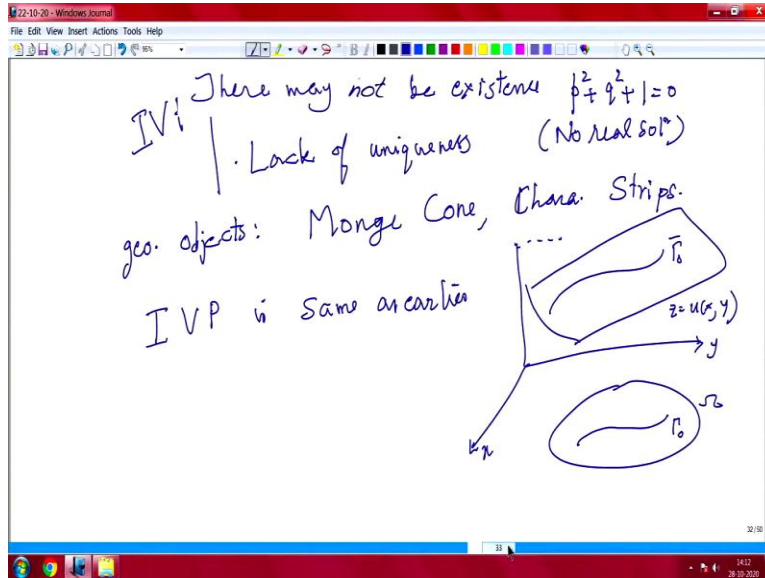 22-10-20 - Windows Journal
File Edit View Insert Actions Tools Help
95%
IV: There may not be existence p²+q²+1=0
. Lack of uniqueness (No real solⁿ)
geo. objects: Monge Cone, Chara. Strips.
IVP is same as earlier
Γ̄₀
z=u(x,y)
y
Ω
Γ₀
x
32/50
33
14:12
28-10-2020